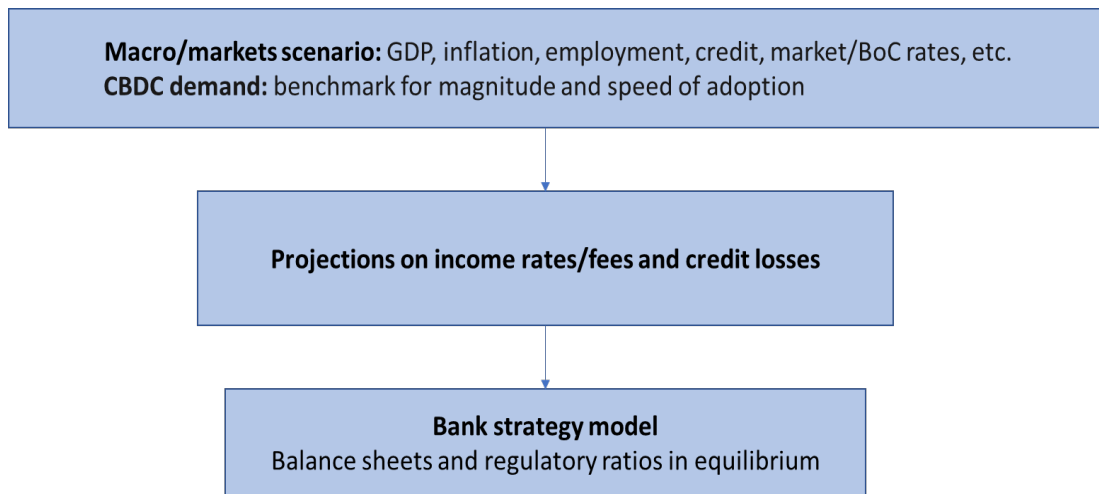 Macro/markets scenario: GDP, inflation, employment, credit, market/BoC rates, etc.
CBDC demand: benchmark for magnitude and speed of adoption
Projections on income rates/fees and credit losses
Bank strategy model
Balance sheets and regulatory ratios in equilibrium